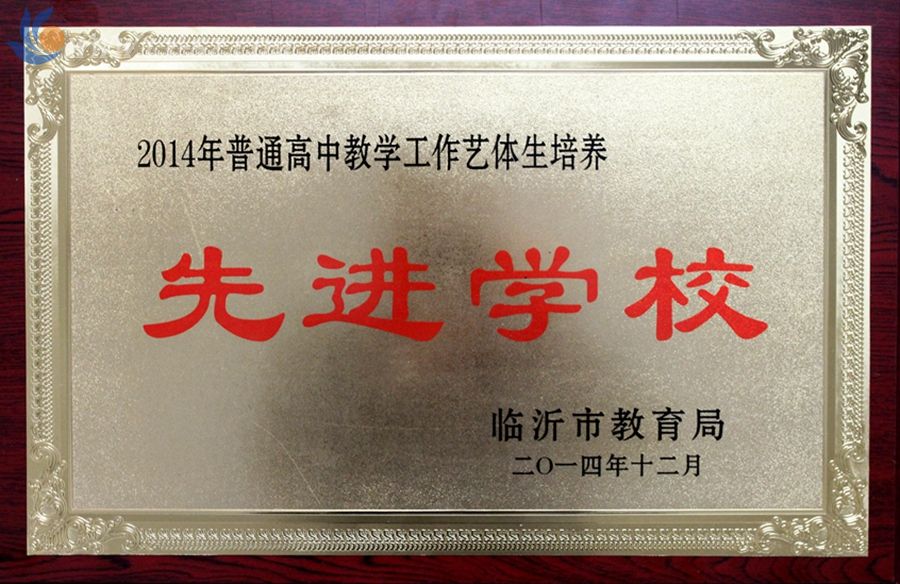 2014年普通高中教学工作艺体生培养
先进学校
临沂市教育局
二〇一四年十二月